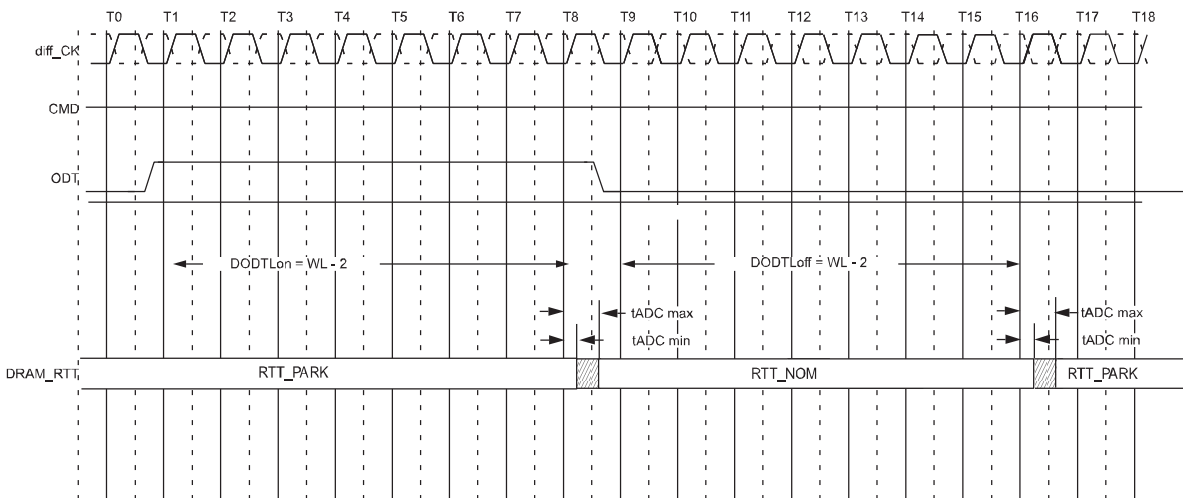 T0 T1 T2 T3 T4 T5 T6 T7 T8 T9 T10 T11 T12 T13 T14 T15 T16 T17 T18
diff_CK
CMD
ODT
DODTLon = WL - 2
DODTLoff = WL - 2
tADC max
tADC max
tADC min
tADC min
DRAM_RTT
RTT_PARK
RTT_NOM
RTT_PARK